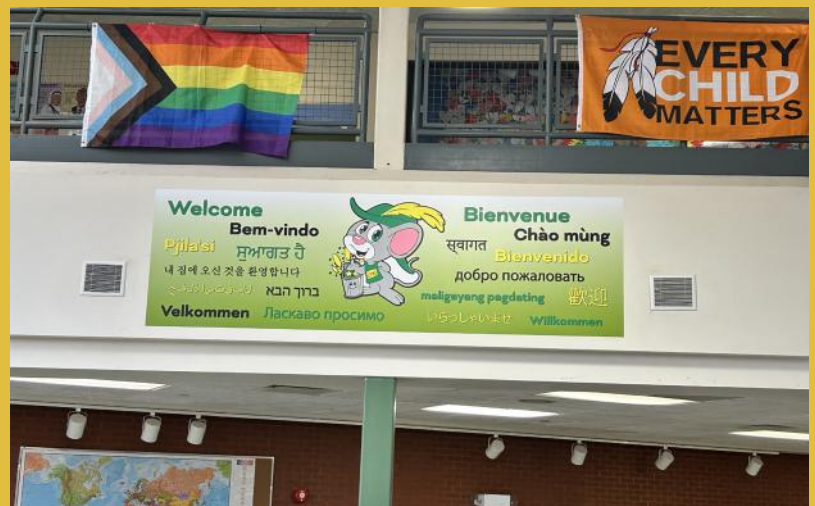 EVERY
CHILD
MATTERS
Welcome
Bem-vindo
Pjila'si
ਸੁਆਗਤ ਹੈ
내 집에 오신 것을 환영합니다
ברוך הבא
Velkommen
Ласкаво просимо
Bienvenue
Chào mùng
स्वागत
Bienvenido
добро пожаловать
maligayang pagdating
歡迎
いらっしゃいませ
Willkommen